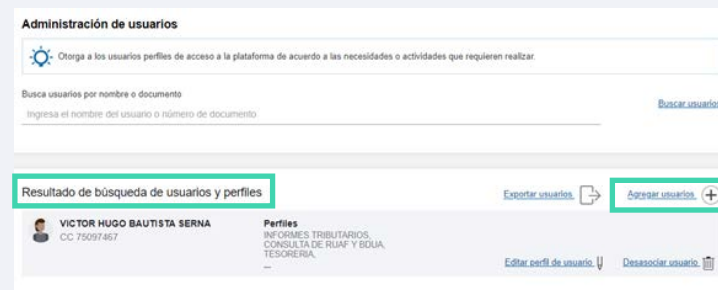 Administración de usuarios
Otorga a los usuarios perfiles de acceso a la plataforma de acuerdo a las necesidades o actividades que requieren realizar.
Busca usuarios por nombre o documento
Ingresa el nombre del usuario o número de documento
Buscar usuarios
Resultado de búsqueda de usuarios y perfiles
Exportar usuarios
Agregar usuarios
VICTOR HUGO BAUTISTA SERNA
CC 75097467
Perfiles
INFORMES TRIBUTARIOS,
CONSULTA DE RUAF Y BDUA,
TESORERIA,
...
Editar perfil de usuario
Desasociar usuario